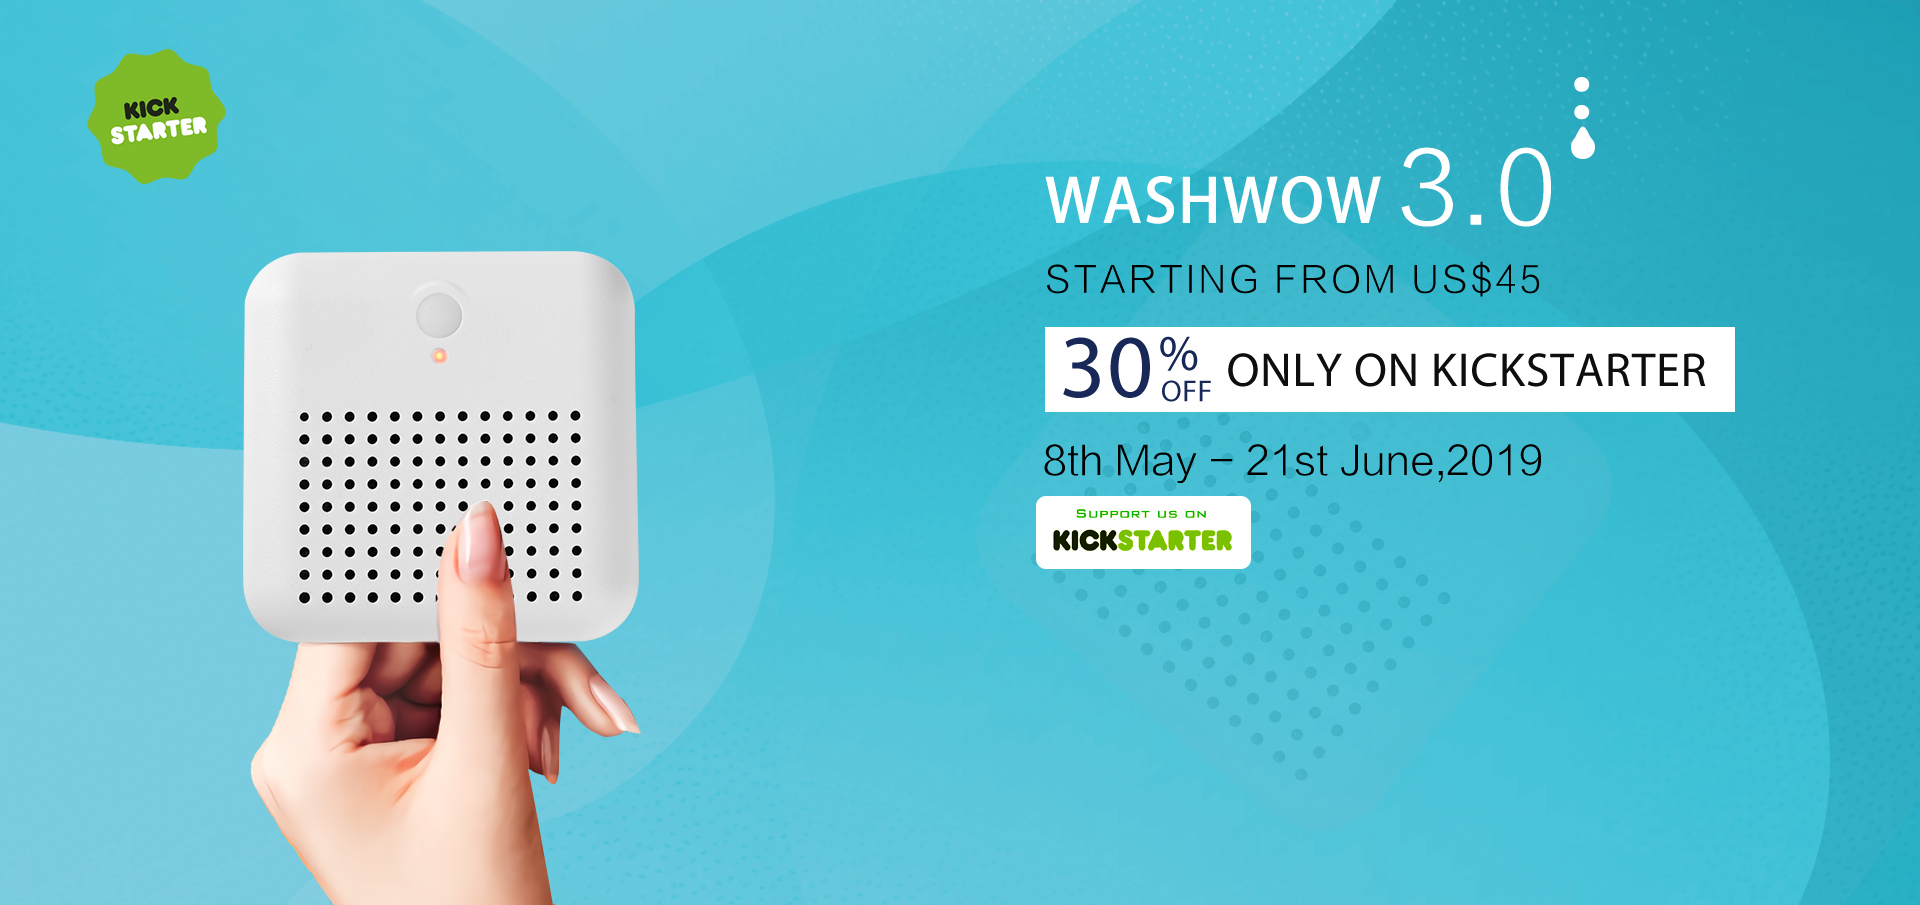 KICK
STARTER
WASHWOW 3.0
STARTING FROM US$45
30% OFF ONLY ON KICKSTARTER
8th May – 21st June,2019
SUPPORT US ON
KICKSTARTER